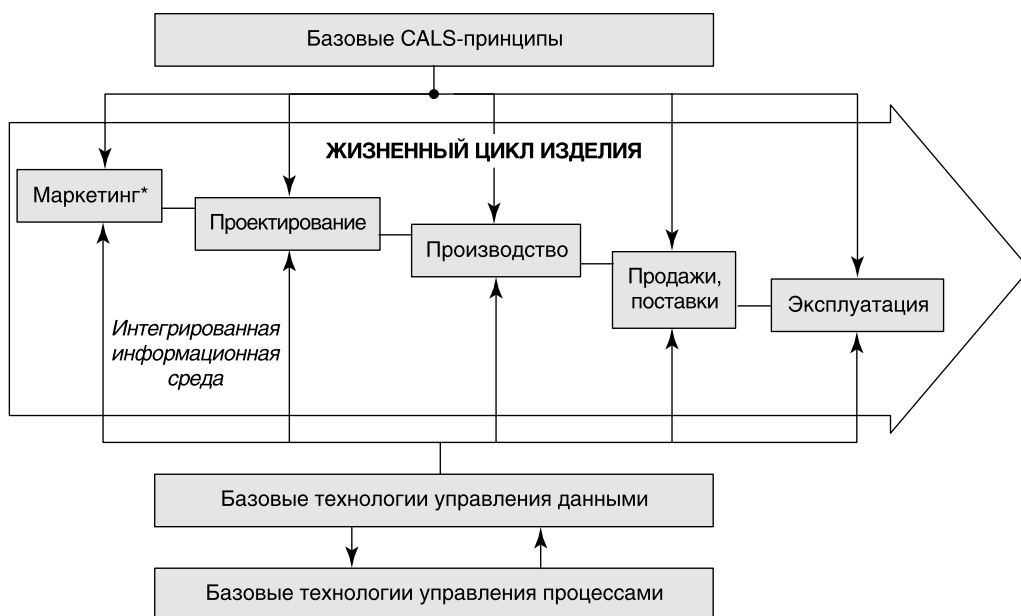 Базовые CALS-принципы
ЖИЗНЕННЫЙ ЦИКЛ ИЗДЕЛИЯ
Маркетинг*
Проектирование
Производство
Продажи,
поставки
Эксплуатация
Интегрированная
информационная
среда
Базовые технологии управления данными
Базовые технологии управления процессами